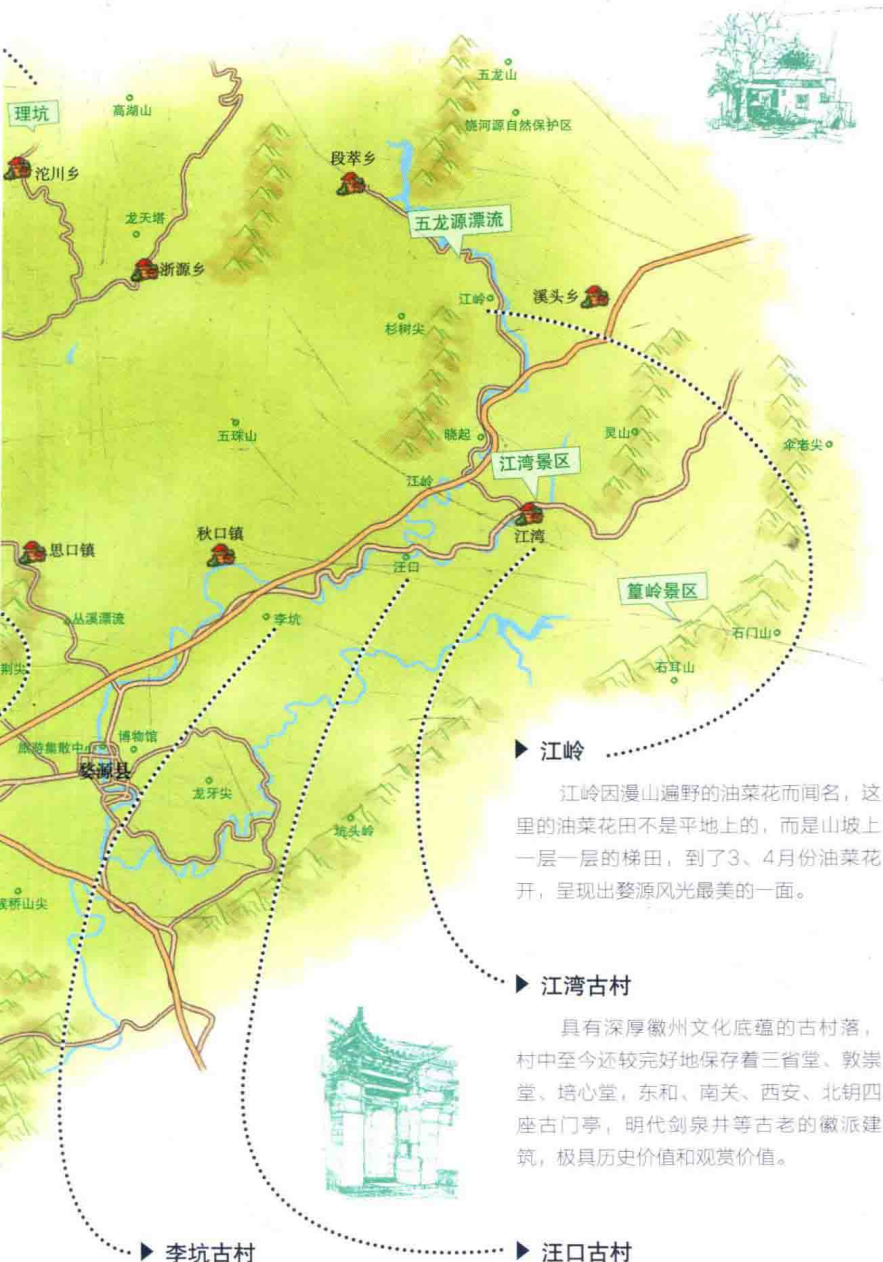 五龙山
理坑
高湖山
饶河源自然保护区
段莘乡
沱川乡
龙天塔
五龙源漂流
浙源乡
江岭
溪头乡
杉树尖
五珠山
晓起
灵山
伞老尖
江湾景区
汪岭
秋口镇
江湾
思口镇
汪口
篁岭景区
丛溪漂流
李坑
石门山
石耳山
荆尖
旅游集散中心
博物馆
婺源县
龙牙尖
坑头岭
桥山尖
江岭
江岭因漫山遍野的油菜花而闻名，这
里的油菜花田不是平地上的，而是山坡上
一层一层的梯田，到了3、4月份油菜花
开，呈现出婺源风光最美的一面。
江湾古村
具有深厚徽州文化底蕴的古村落，
村中至今还较完好地保存着三省堂、敦崇
堂、培心堂，东和、南关、西安、北钥四
座古门亭，明代剑泉井等古老的徽派建
筑，极具历史价值和观赏价值。
李坑古村
汪口古村